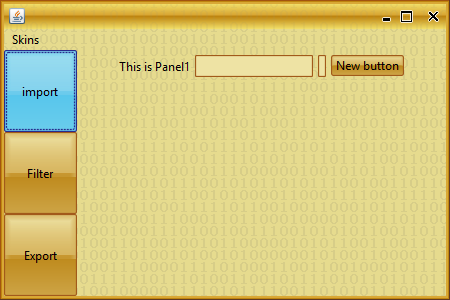 Skins
import
This is Panel1 New button
Filter
Export